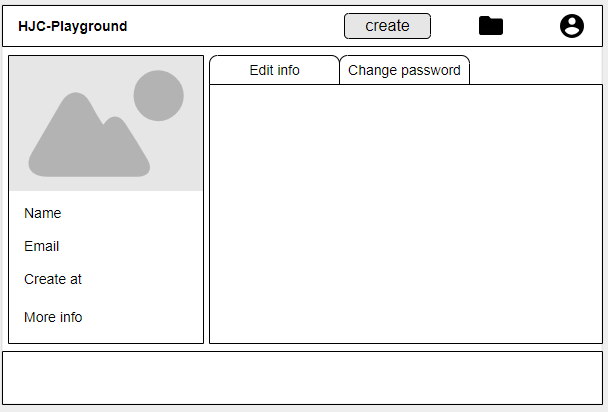 HJC-Playground
create
Edit info
Change password
Name
Email
Create at
More info